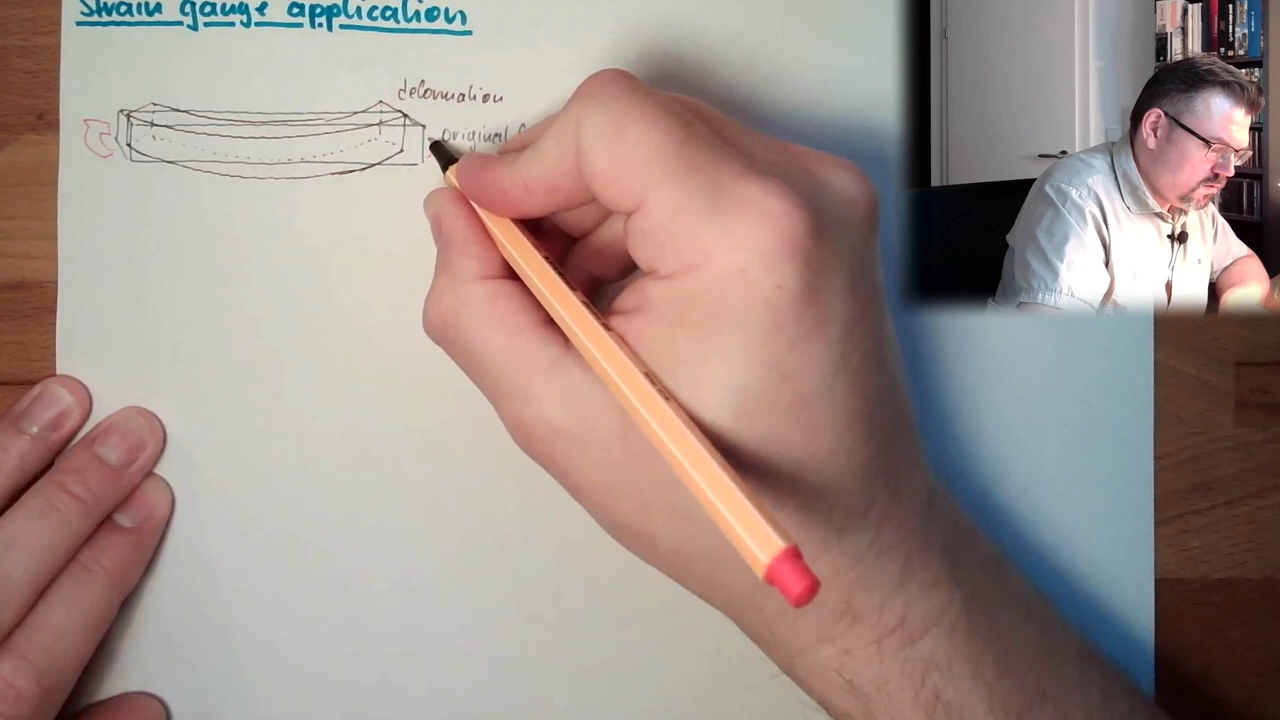 Strain gauge application
deformation
original